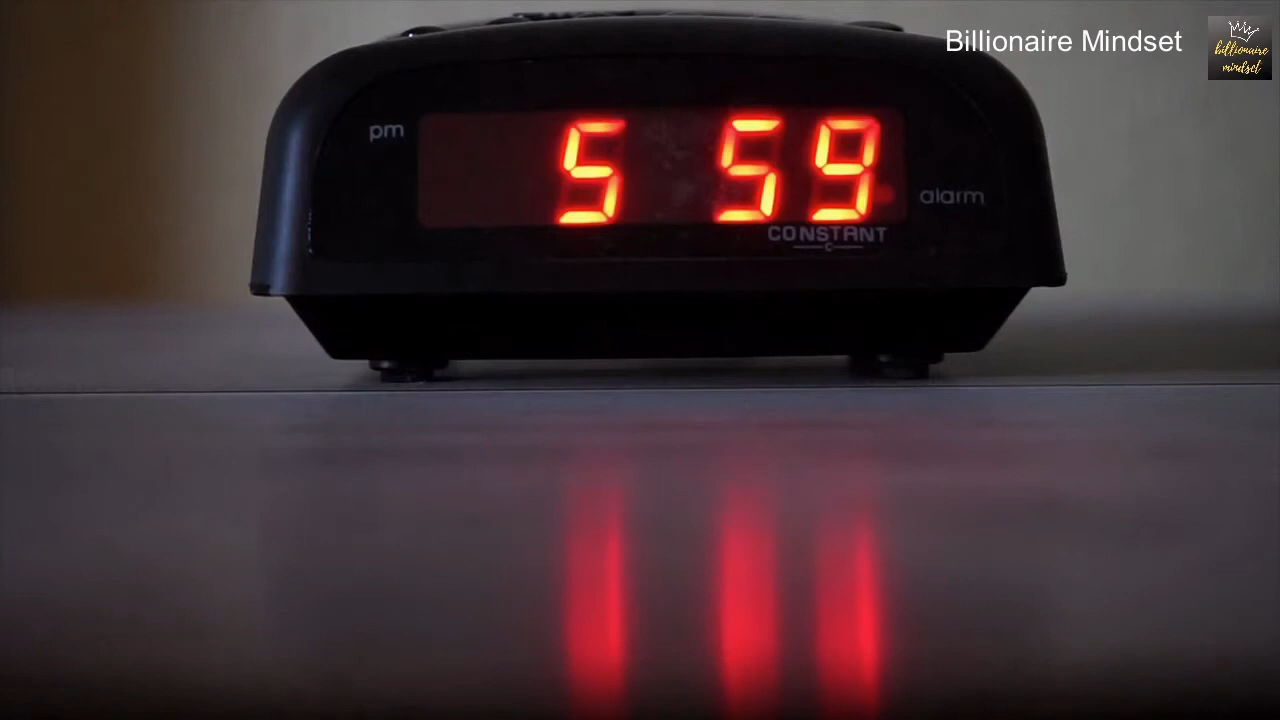 Billionaire Mindset
billionaire
mindset
pm
5 59
alarm
CONSTANT
C